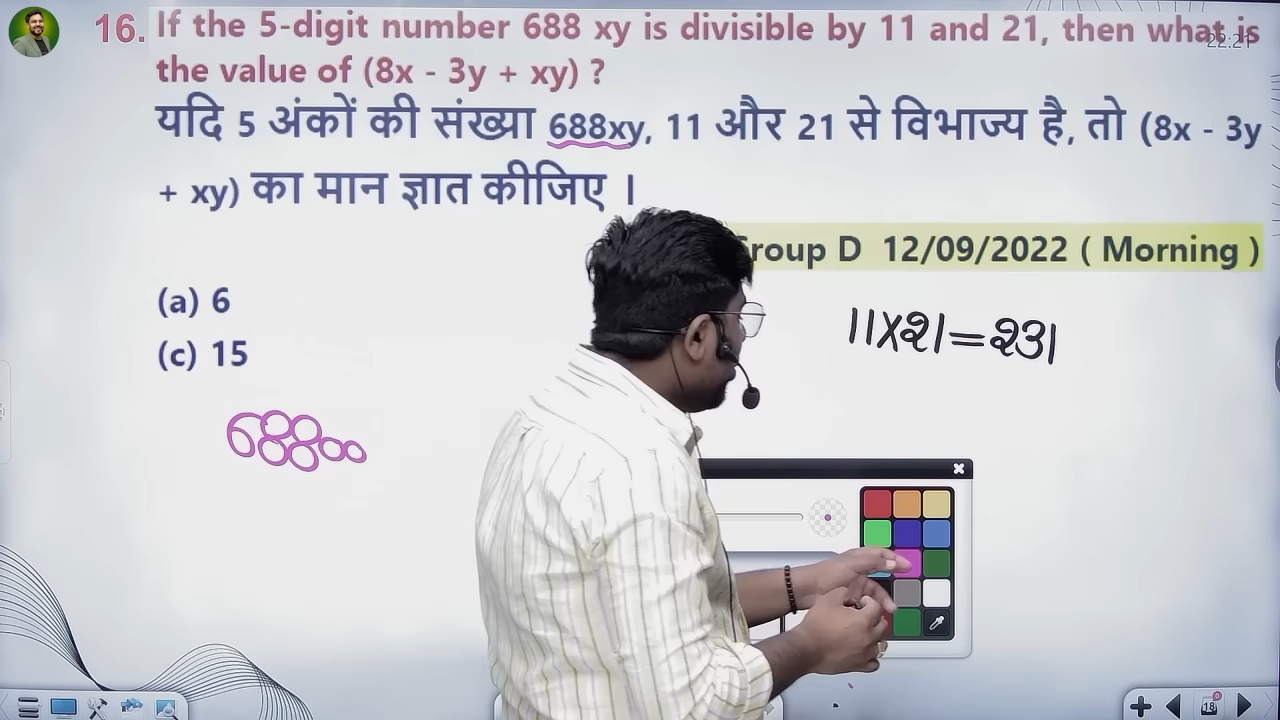 22:21
16. If the 5-digit number 688 xy is divisible by 11 and 21, then what is
the value of (8x - 3y + xy) ?
यदि 5 अंकों की संख्या 688xy, 11 और 21 से विभाज्य है, तो (8x - 3y
+ xy) का मान ज्ञात कीजिए ।
Group D 12/09/2022 ( Morning )
(a) 6
(c) 15
11x21=231
68800
18